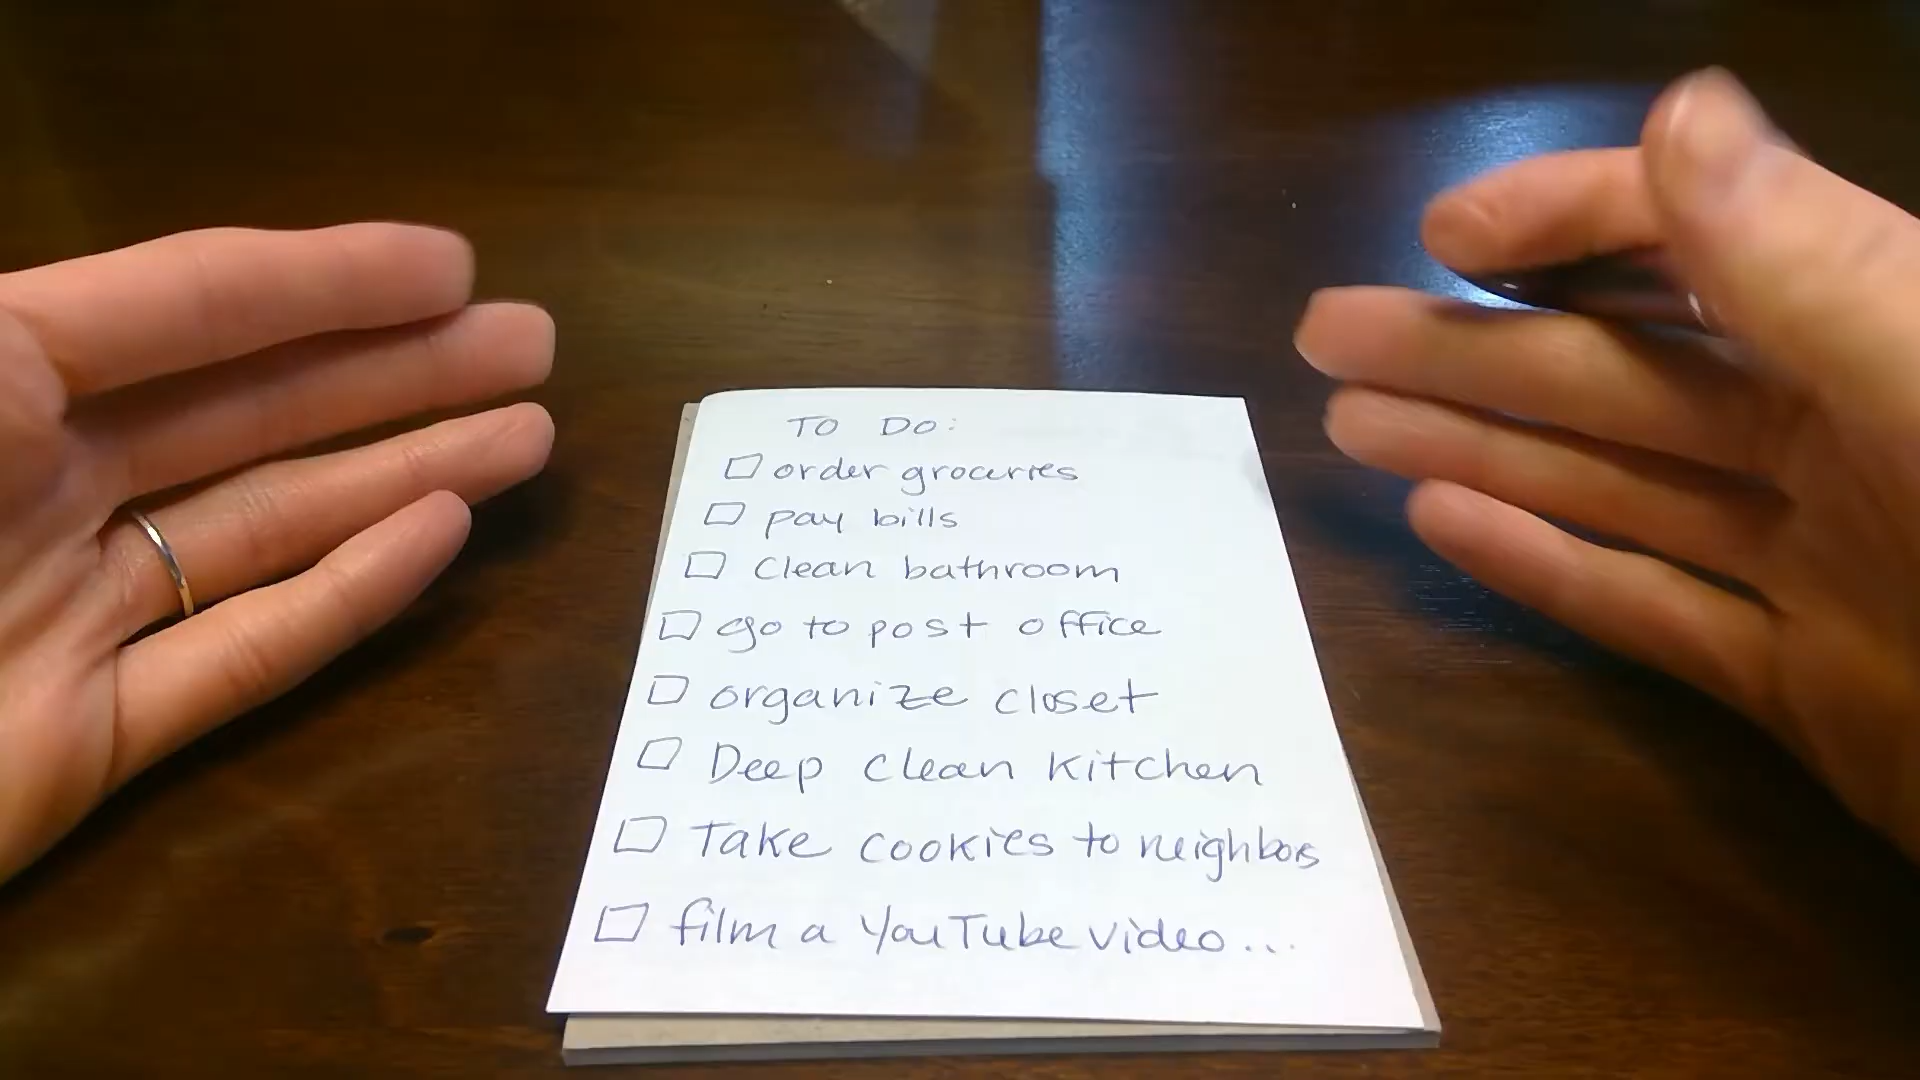 TO DO:
order groceries
pay bills
clean bathroom
go to post office
organize closet
Deep clean kitchen
Take cookies to neighbors
film a YouTube video...